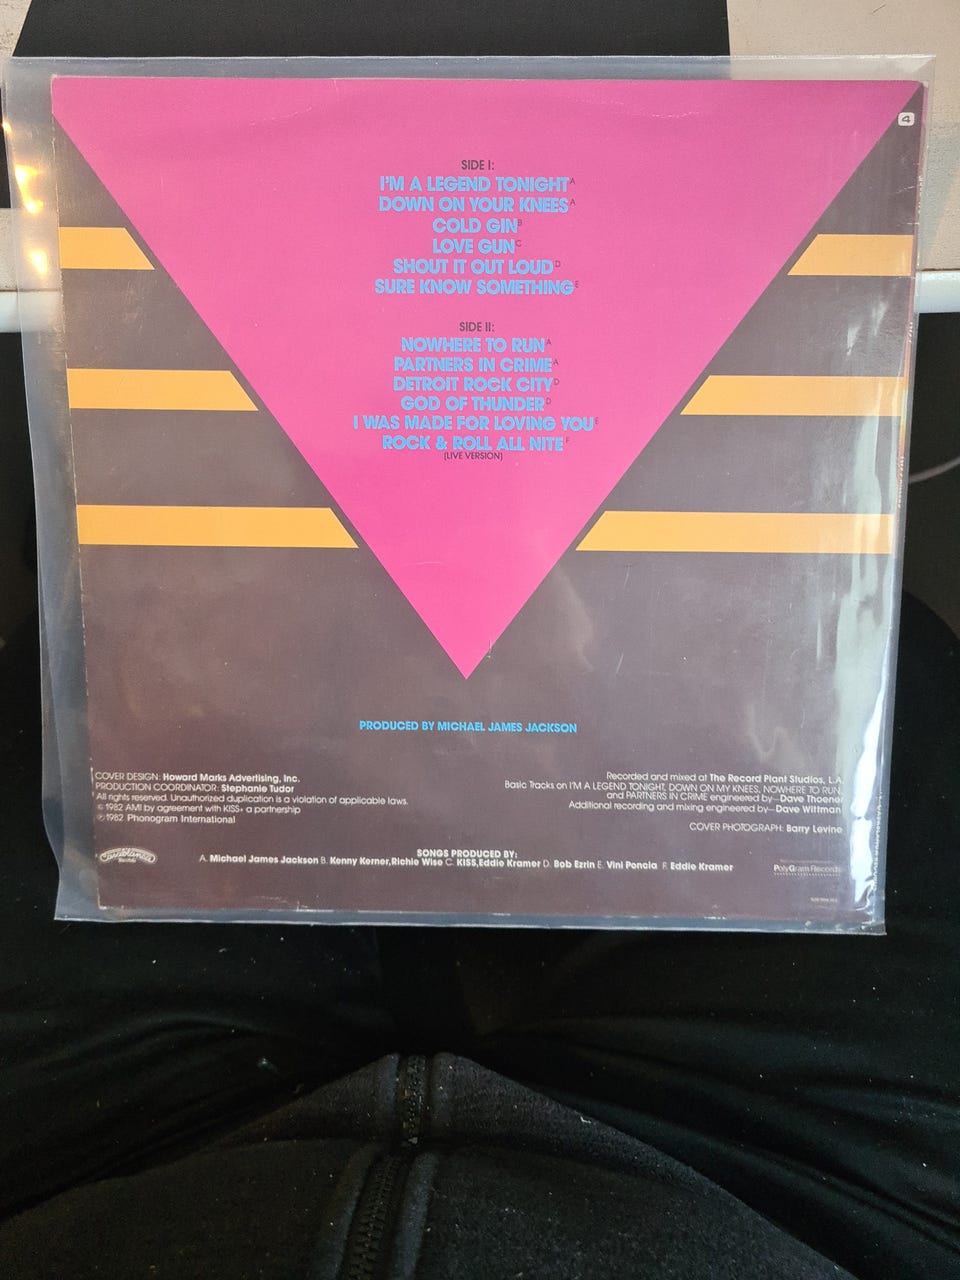 4
SIDE I:
I'M A LEGEND TONIGHT A
DOWN ON YOUR KNEES A
COLD GIN B
LOVE GUN C
SHOUT IT OUT LOUD D
SURE KNOW SOMETHING E
SIDE II:
NOWHERE TO RUN A
PARTNERS IN CRIME A
DETROIT ROCK CITY D
GOD OF THUNDER D
I WAS MADE FOR LOVING YOU E
ROCK & ROLL ALL NITE F
(LIVE VERSION)
PRODUCED BY MICHAEL JAMES JACKSON
COVER DESIGN: Howard Marks Advertising, Inc.
PRODUCTION COORDINATOR: Stephanie Tudor
All rights reserved. Unauthorized duplication is a violation of applicable laws.
© 1982 AMI by agreement with KISS, a partnership
℗ 1982 Phonogram International
Recorded and mixed at The Record Plant Studios, L.A.
Basic Tracks on I'M A LEGEND TONIGHT, DOWN ON MY KNEES, NOWHERE TO RUN,
and PARTNERS IN CRIME engineered by—Dave Thoener
Additional recording and mixing engineered by—Dave Wittman
COVER PHOTOGRAPH: Barry Levine
Casablanca
SONGS PRODUCED BY:
A. Michael James Jackson B. Kenny Kerner, Richie Wise C. KISS, Eddie Kramer D. Bob Ezrin E. Vini Poncia F. Eddie Kramer
PolyGram Records